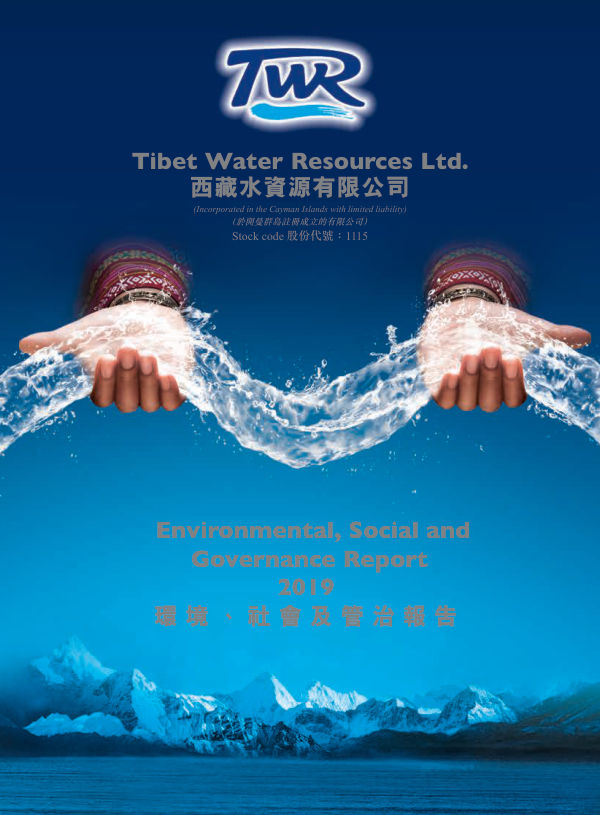 TWR
Tibet Water Resources Ltd.
西藏水資源有限公司
(Incorporated in the Cayman Islands with limited liability)
（於開曼群島註冊成立的有限公司）
Stock code 股份代號：1115
Environmental, Social and
Governance Report
2019
環境、社會及管治報告